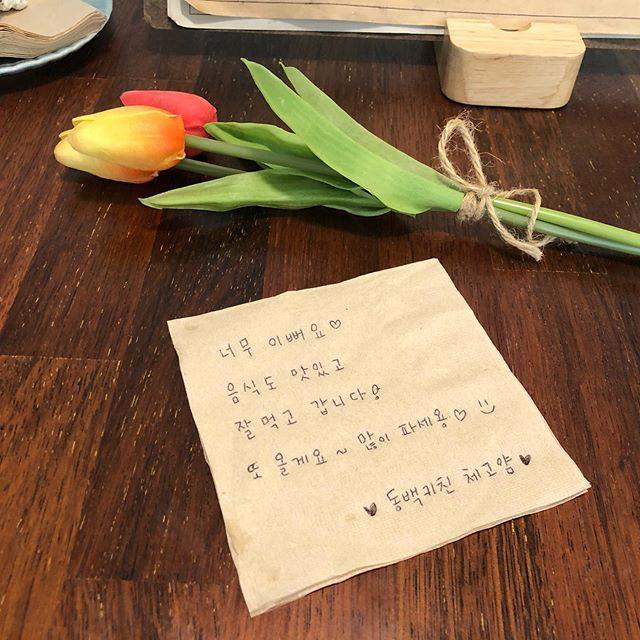 너무 이뻐요♡
음식도 맛있고
잘 먹고 갑니다!
또 올게요~ 많이 파세용♡ :)
♥ 동백키친 체고얌 ♥